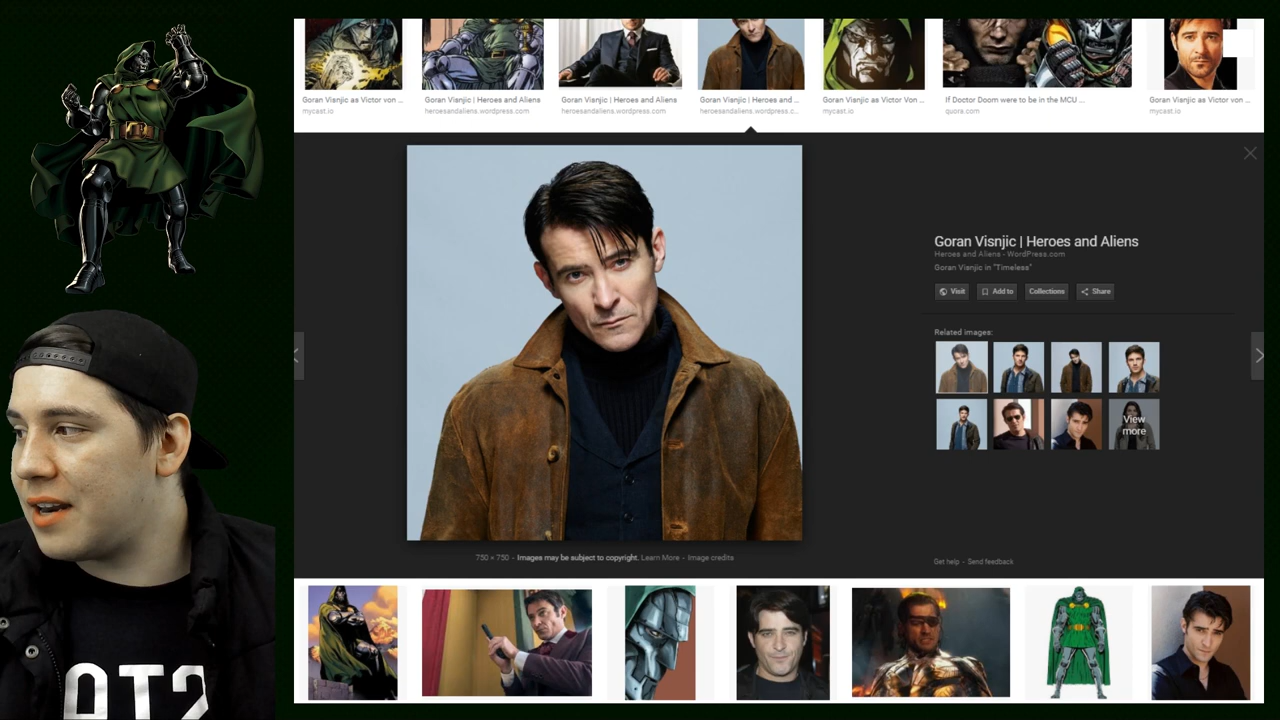 Goran Visnjic as Victor von ...
mycast.io
Goran Visnjic | Heroes and Aliens
heroesandaliens.wordpress.com
Goran Visnjic | Heroes and Aliens
heroesandaliens.wordpress.com
Goran Visnjic | Heroes and ...
heroesandaliens.wordpress.c...
Goran Visnjic as Victor Von ...
mycast.io
If Doctor Doom were to be in the MCU ...
quora.com
Goran Visnjic as Victor von ...
mycast.io
Goran Visnjic | Heroes and Aliens
Heroes and Aliens - WordPress.com
Goran Visnjic in "Timeless"
Visit
Add to
Collections
Share
Related images:
View
more
750 × 750 - Images may be subject to copyright. Learn More - Image credits
Get help - Send feedback